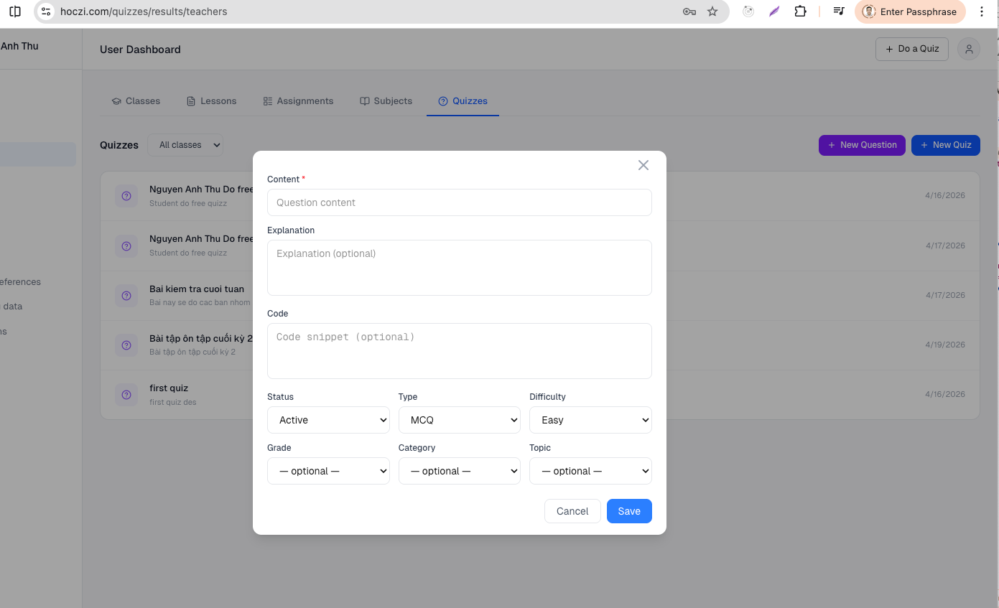 hoczi.com/quizzes/results/teachers
Enter Passphrase
Anh Thu
User Dashboard
+ Do a Quiz
Classes
Lessons
Assignments
Subjects
Quizzes
Quizzes
All classes
+ New Question
+ New Quiz
Nguyen Anh Thu Do free
Student do free quizz
4/16/2026
Nguyen Anh Thu Do free
Student do free quizz
4/17/2026
eferences
Bai kiem tra cuoi tuan
Bai nay se do cac ban nhom
4/17/2026
data
ns
Bài tập ôn tập cuối kỳ 2
Bài tập ôn tập cuối kỳ 2
4/19/2026
first quiz
first quiz des
4/16/2026
Content *
Question content
Explanation
Explanation (optional)
Code
Code snippet (optional)
Status
Type
Difficulty
Active
MCQ
Easy
Grade
Category
Topic
— optional —
— optional —
— optional —
Cancel
Save